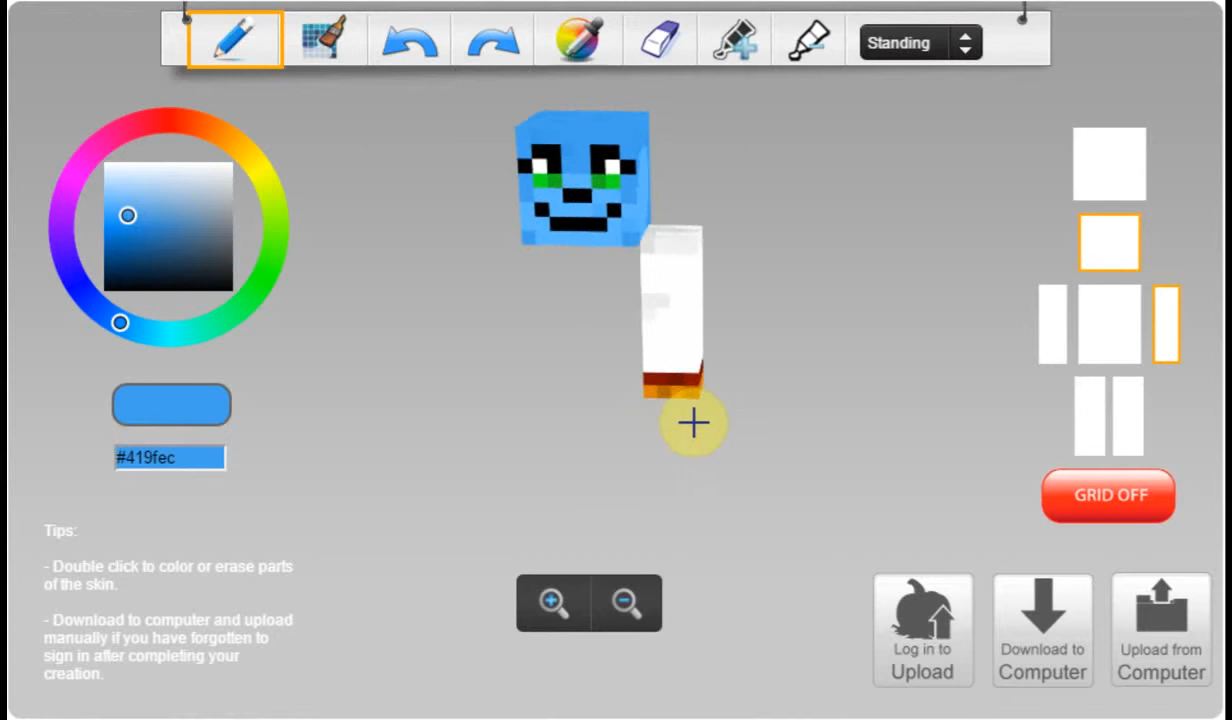 Standing
#419fec
GRID OFF
Tips:
- Double click to color or erase parts
of the skin.
- Download to computer and upload
manually if you have forgotten to
sign in after completing your
creation.
Log in to
Upload
Download to
Computer
Upload from
Computer